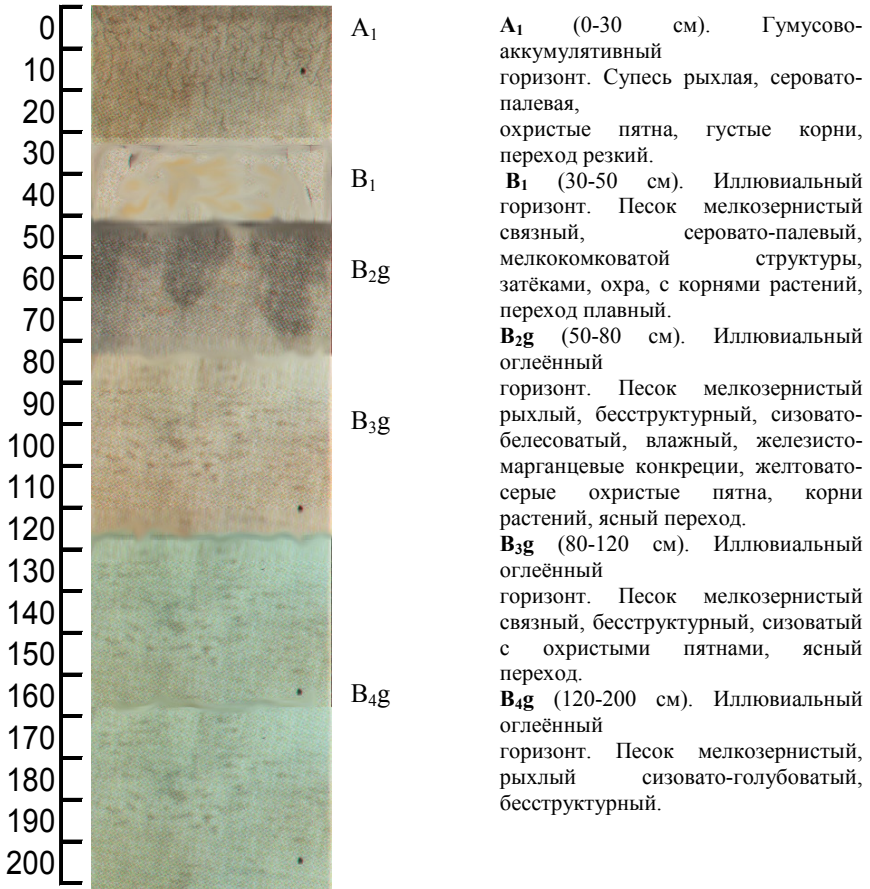 0
10
20
30
40
50
60
70
80
90
100
110
120
130
140
150
160
170
180
190
200
A₁
B₁
B₂g
B₃g
B₄g
A₁ (0-30 см). Гумусово-
аккумулятивный
горизонт. Супесь рыхлая, серовато-
палевая,
охристые пятна, густые корни,
переход резкий.
B₁ (30-50 см). Иллювиальный
горизонт. Песок мелкозернистый
связный, серовато-палевый,
мелкокомковатой структуры,
затёками, охра, с корнями растений,
переход плавный.
B₂g (50-80 см). Иллювиальный
оглеённый
горизонт. Песок мелкозернистый
рыхлый, бесструктурный, сизовато-
белесоватый, влажный, железисто-
марганцевые конкреции, желтовато-
серые охристые пятна, корни
растений, ясный переход.
B₃g (80-120 см). Иллювиальный
оглеённый
горизонт. Песок мелкозернистый
связный, бесструктурный, сизоватый
с охристыми пятнами, ясный
переход.
B₄g (120-200 см). Иллювиальный
оглеённый
горизонт. Песок мелкозернистый,
рыхлый сизовато-голубоватый,
бесструктурный.